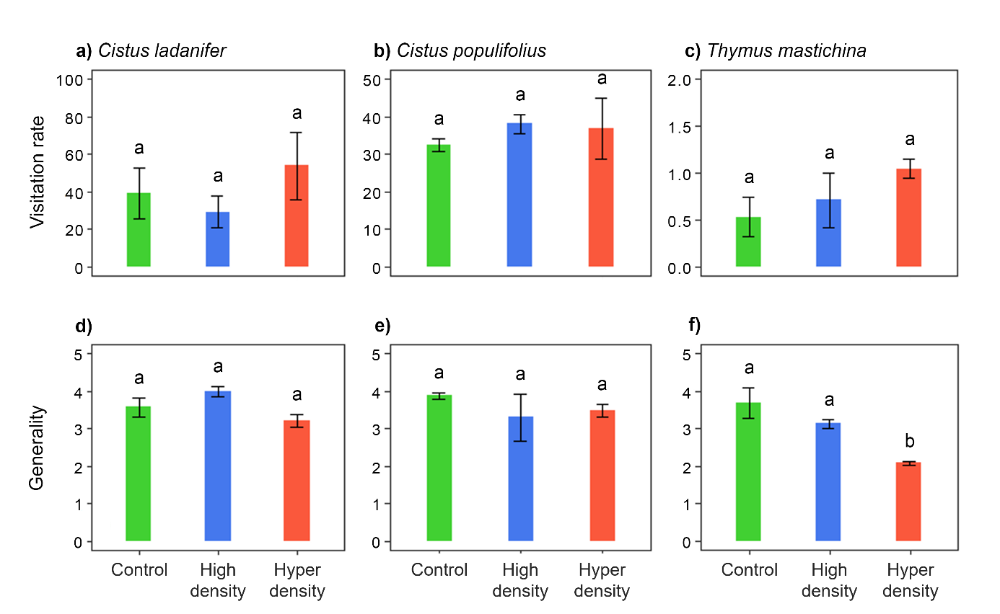 a) Cistus ladanifer
b) Cistus populifolius
c) Thymus mastichina
Visitation rate
100
80
60
40
20
0
a
a
a
50
40
30
20
10
0
a
a
a
2.0
1.5
1.0
0.5
0.0
a
a
a
d)
e)
f)
Generality
5
4
3
2
1
0
a
a
a
5
4
3
2
1
0
a
a
a
5
4
3
2
1
0
a
a
b
Control
High
density
Hyper
density
Control
High
density
Hyper
density
Control
High
density
Hyper
density